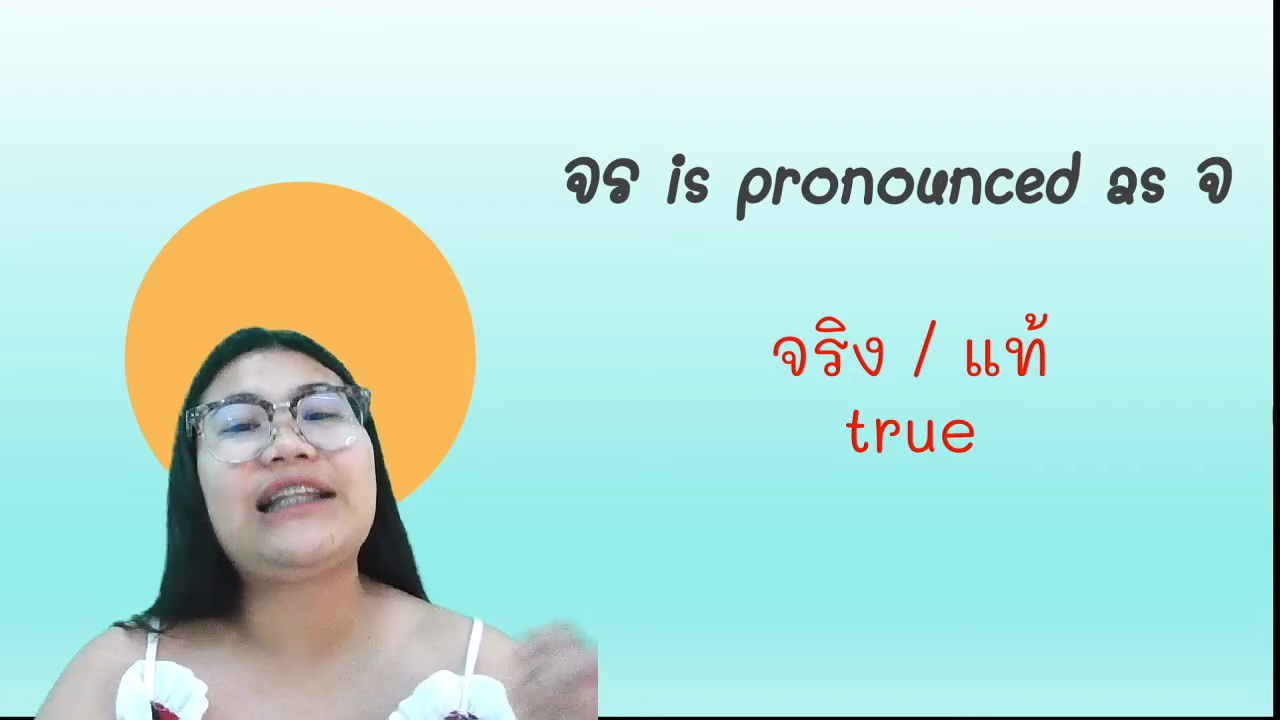 จร is pronounced as จ
จริง / แท้
true